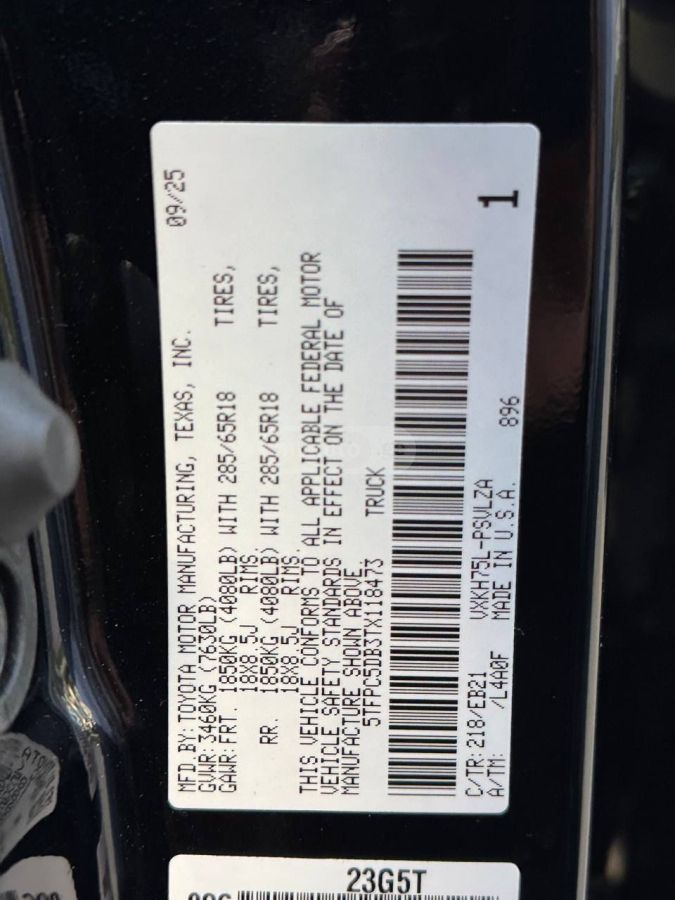 MFD.BY:TOYOTA MOTOR MANUFACTURING, TEXAS, INC. 09/25
GVWR:3460KG (7630LB)
GAWR:FRT. 1850KG (4080LB) WITH 285/65R18 TIRES,
18X8.5J RIMS.
RR. 1850KG (4080LB) WITH 285/65R18 TIRES,
18X8.5J RIMS.
THIS VEHICLE CONFORMS TO ALL APPLICABLE FEDERAL MOTOR
VEHICLE SAFETY STANDARDS IN EFFECT ON THE DATE OF
MANUFACTURE SHOWN ABOVE.
5TFPC5DB3TX118473 TRUCK
C/TR:218/EB21 VXKH75L-PSVLZA
A/TM: /L4A0F MADE IN U.S.A. 896
1
23G5T